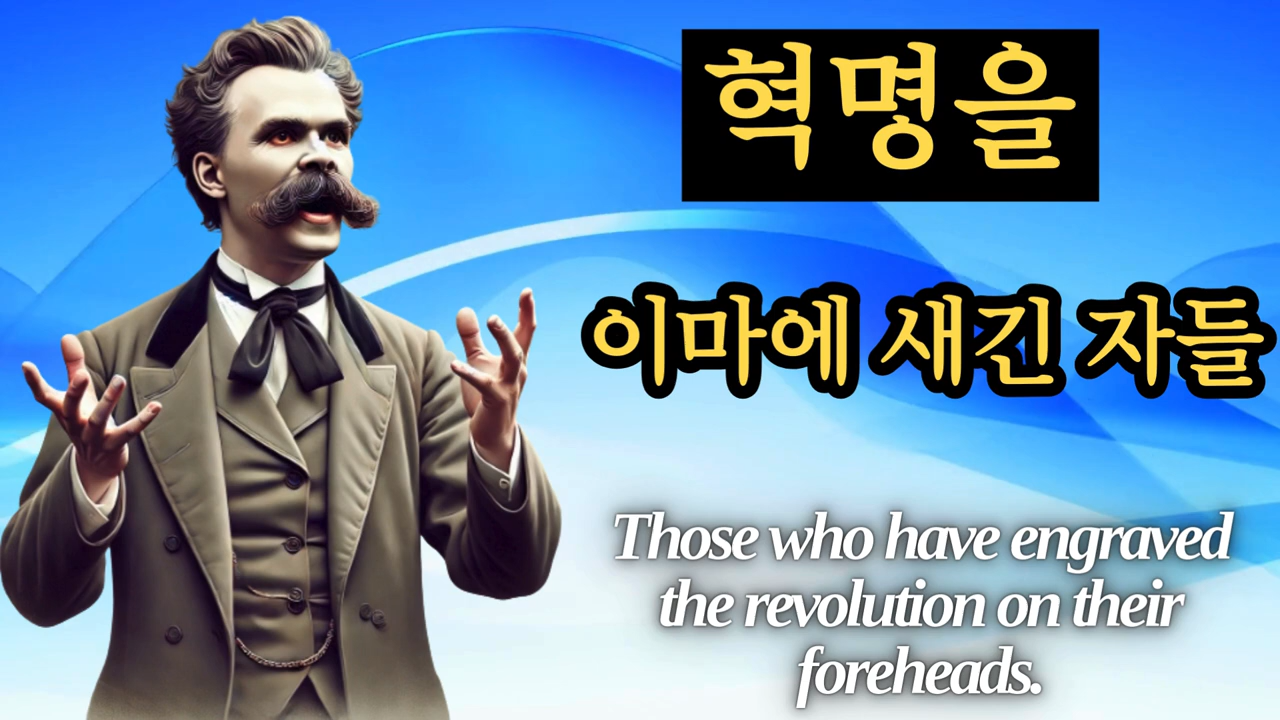 혁명을
이마에 새긴 자들
Those who have engraved
the revolution on their
foreheads.